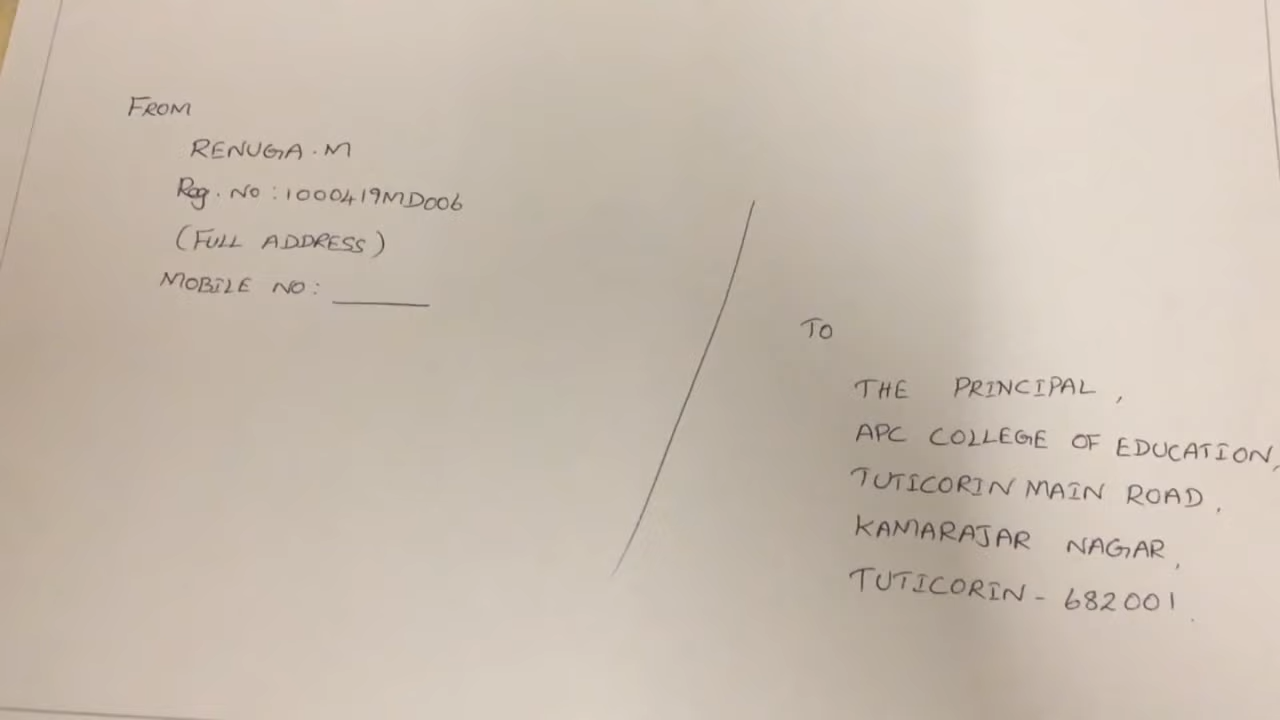 FROM
RENUGA.M
Reg. No : 1000419MD006
(FULL ADDRESS)
MOBILE NO: ______
TO
THE PRINCIPAL,
APC COLLEGE OF EDUCATION,
TUTICORIN MAIN ROAD,
KAMARAJAR NAGAR,
TUTICORIN - 682001.